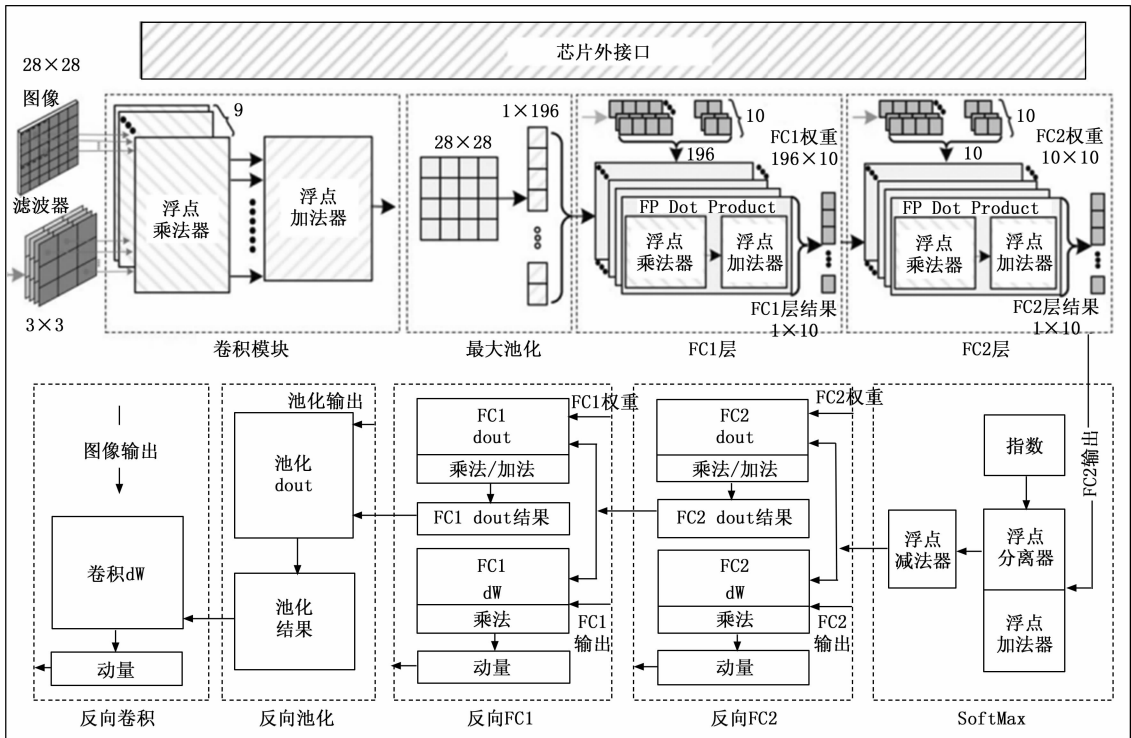 芯片外接口
28×28
图像
滤波器
3×3
9
浮点
乘法器
浮点
加法器
卷积模块
1×196
28×28
最大池化
10
FC1权重
196×10
196
FP Dot Product
浮点
乘法器
浮点
加法器
FC1层结果
1×10
FC1层
10
FC2权重
10×10
10
FP Dot Product
浮点
乘法器
浮点
加法器
FC2层结果
1×10
FC2层
图像输出
卷积dW
动量
反向卷积
池化输出
池化
dout
池化
结果
反向池化
FC1权重
FC1
dout
乘法/加法
FC1 dout结果
FC1
dW
乘法
FC1
输出
动量
反向FC1
FC2权重
FC2
dout
乘法/加法
FC2 dout结果
FC2
dW
乘法
FC2
输出
动量
反向FC2
指数
FC2输出
浮点
减法器
浮点
分离器
浮点
加法器
SoftMax